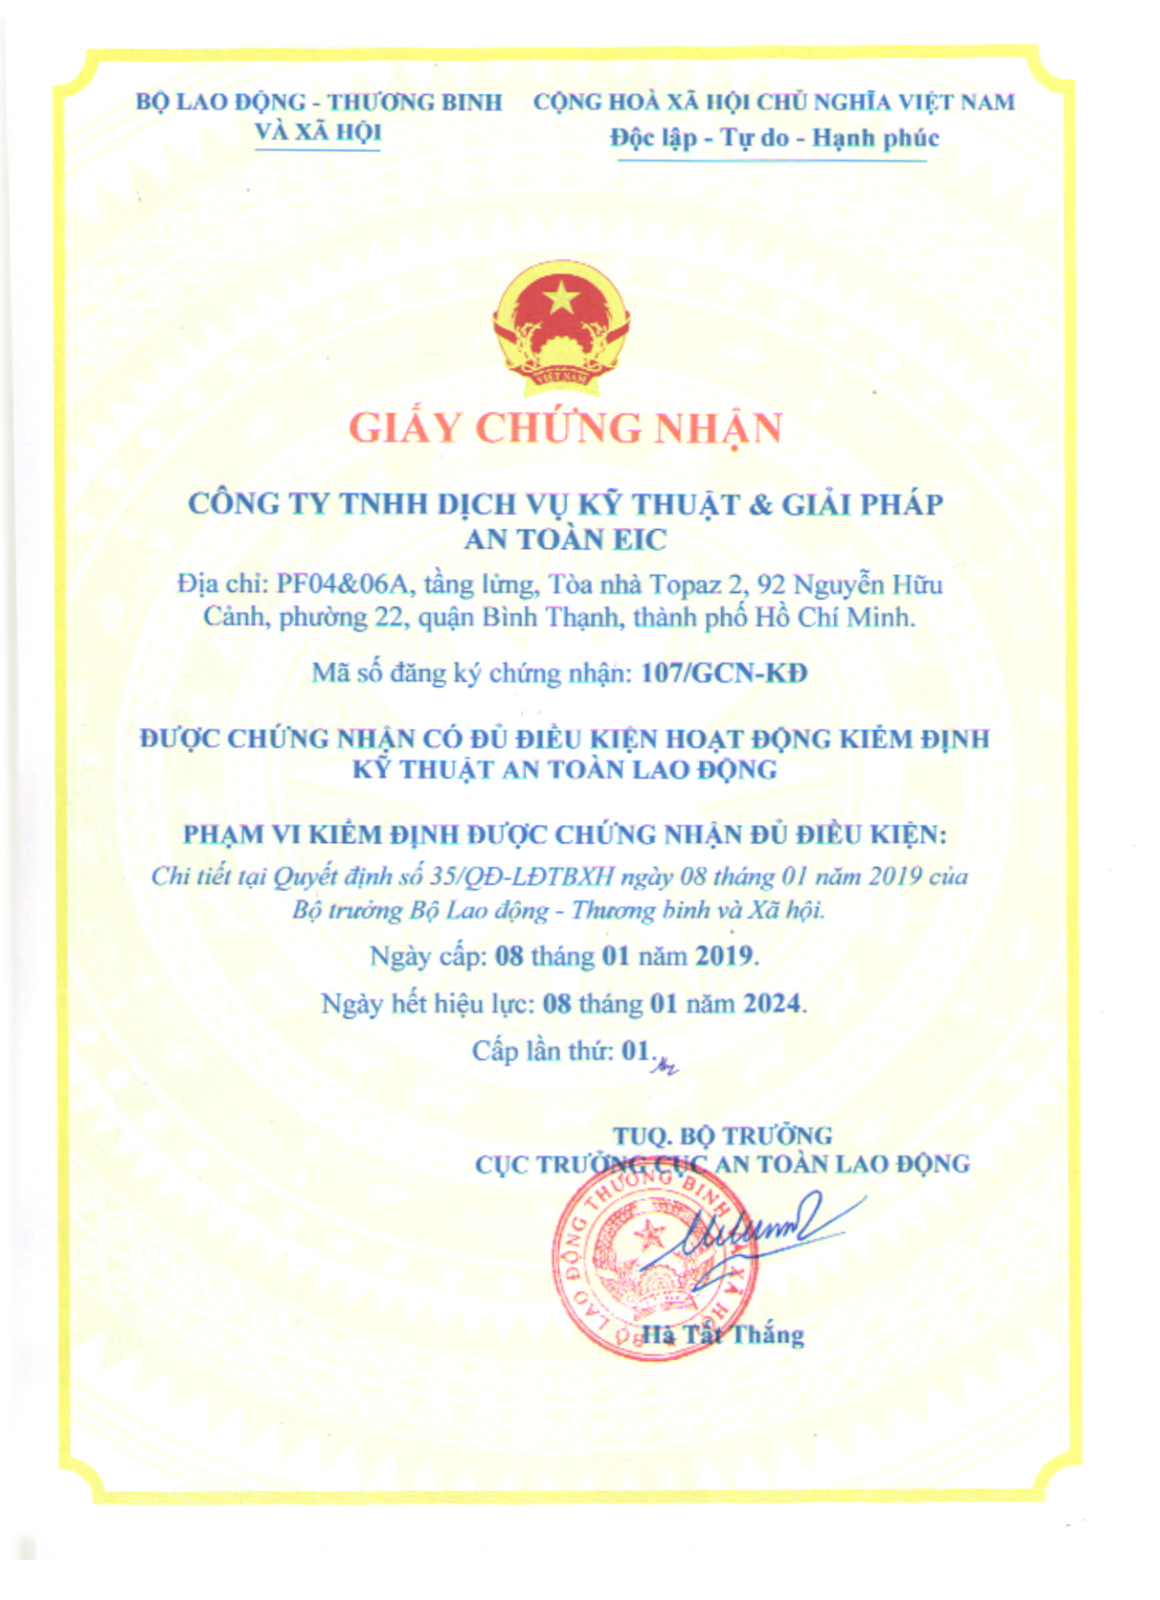 BỘ LAO ĐỘNG - THƯƠNG BINH
VÀ XÃ HỘI
CỘNG HOÀ XÃ HỘI CHỦ NGHĨA VIỆT NAM
Độc lập - Tự do - Hạnh phúc
VIỆT NAM
GIẤY CHỨNG NHẬN
CÔNG TY TNHH DỊCH VỤ KỸ THUẬT & GIẢI PHÁP
AN TOÀN EIC
Địa chỉ: PF04&06A, tầng lửng, Tòa nhà Topaz 2, 92 Nguyễn Hữu
Cảnh, phường 22, quận Bình Thạnh, thành phố Hồ Chí Minh.
Mã số đăng ký chứng nhận: 107/GCN-KĐ
ĐƯỢC CHỨNG NHẬN CÓ ĐỦ ĐIỀU KIỆN HOẠT ĐỘNG KIỂM ĐỊNH
KỸ THUẬT AN TOÀN LAO ĐỘNG
PHẠM VI KIỂM ĐỊNH ĐƯỢC CHỨNG NHẬN ĐỦ ĐIỀU KIỆN:
Chi tiết tại Quyết định số 35/QĐ-LĐTBXH ngày 08 tháng 01 năm 2019 của
Bộ trưởng Bộ Lao động - Thương binh và Xã hội.
Ngày cấp: 08 tháng 01 năm 2019.
Ngày hết hiệu lực: 08 tháng 01 năm 2024.
Cấp lần thứ: 01.
TUQ. BỘ TRƯỞNG
CỤC TRƯỞNG CỤC AN TOÀN LAO ĐỘNG
BỘ LAO ĐỘNG THƯƠNG BINH VÀ XÃ HỘI
Hà Tất Thắng